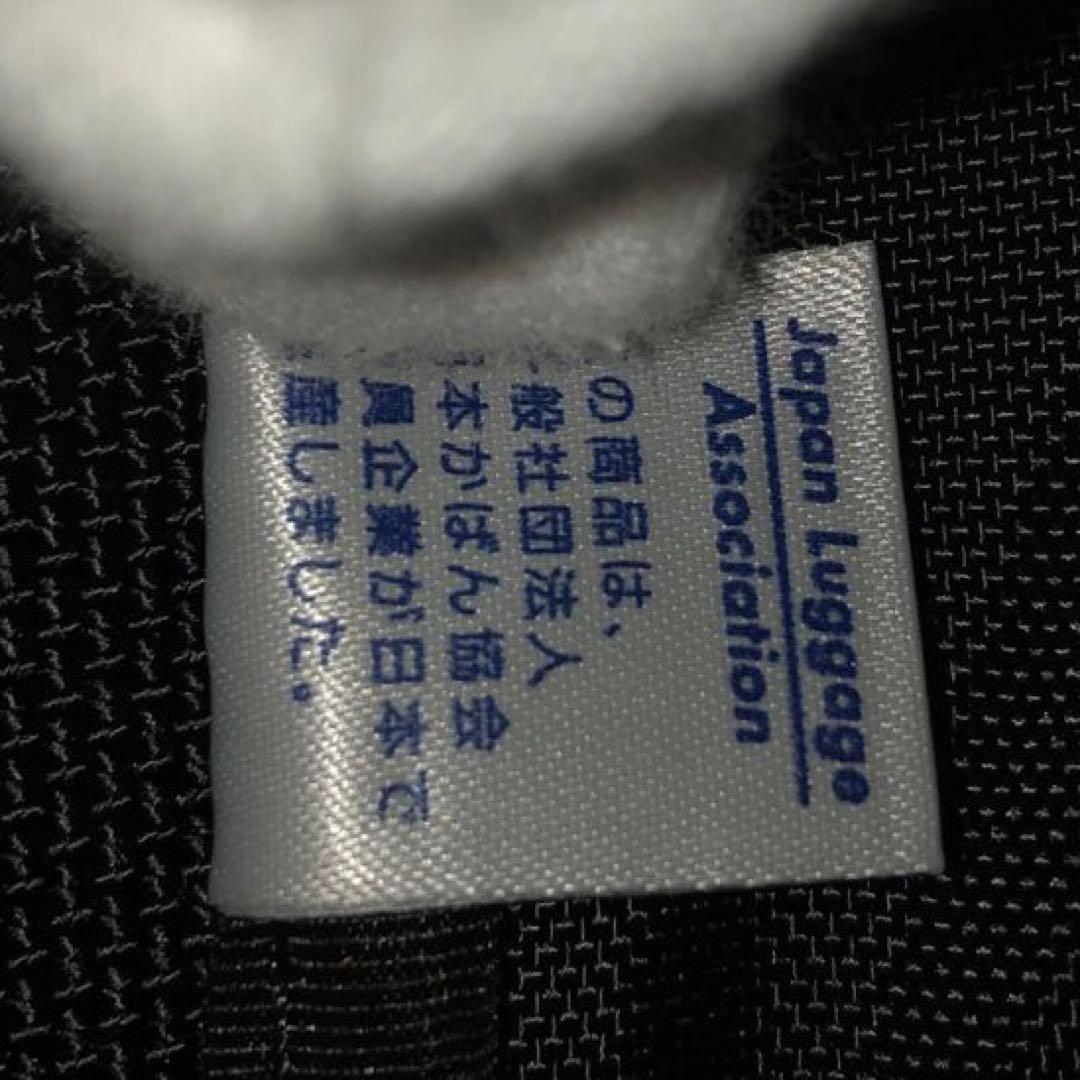 Japan Luggage
Association
の商品は、
般社団法人
本かばん協会
員企業が日本で
産しました。